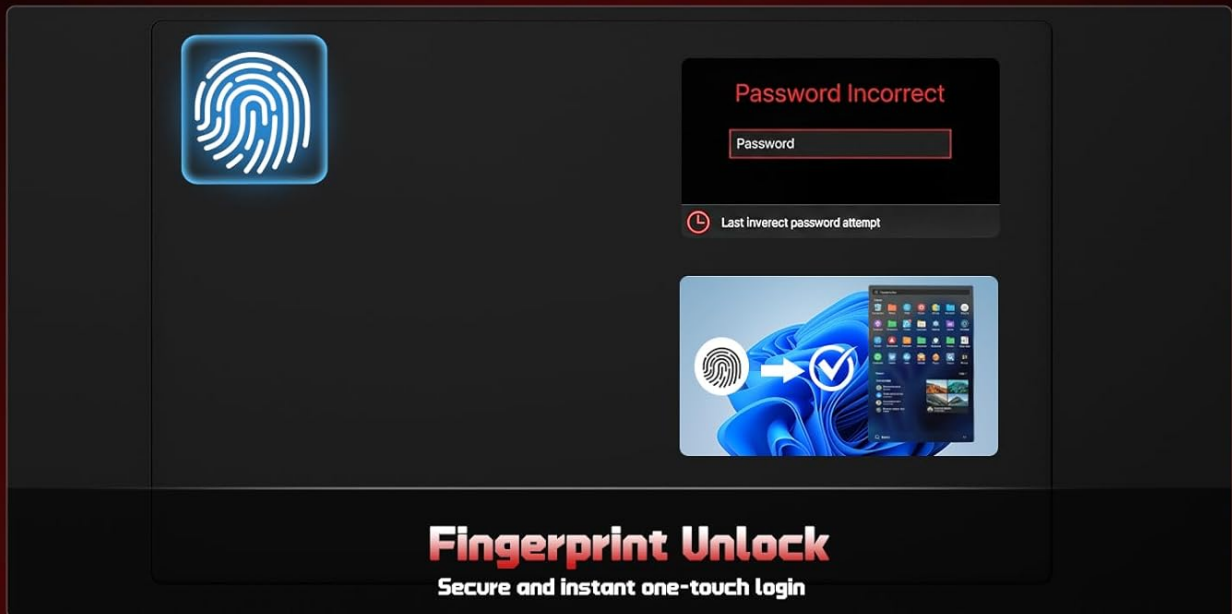 Password Incorrect
Password
Last inverect password attempt
Fingerprint Unlock
Secure and instant one-touch login